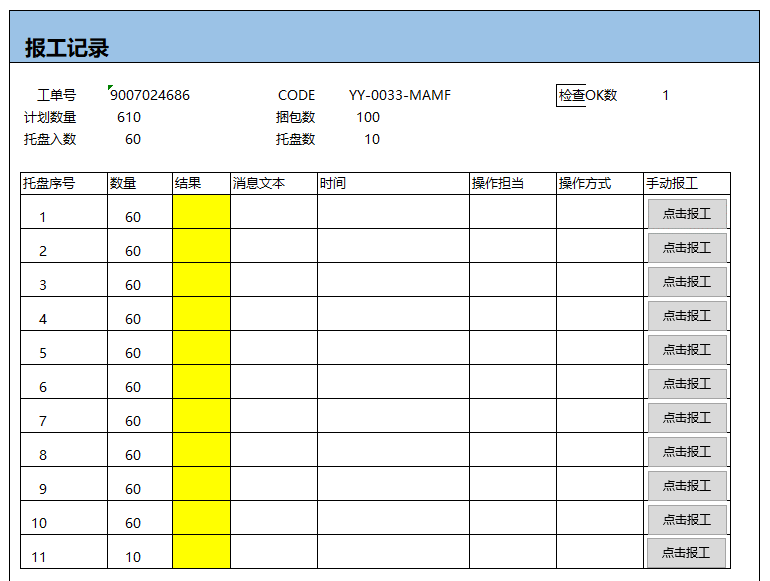 报工记录
工单号 9007024686 CODE YY-0033-MAMF 检查OK数 1
计划数量 610 捆包数 100
托盘入数 60 托盘数 10
托盘序号 数量 结果 消息文本 时间 操作担当 操作方式 手动报工
1 60 点击报工
2 60 点击报工
3 60 点击报工
4 60 点击报工
5 60 点击报工
6 60 点击报工
7 60 点击报工
8 60 点击报工
9 60 点击报工
10 60 点击报工
11 10 点击报工